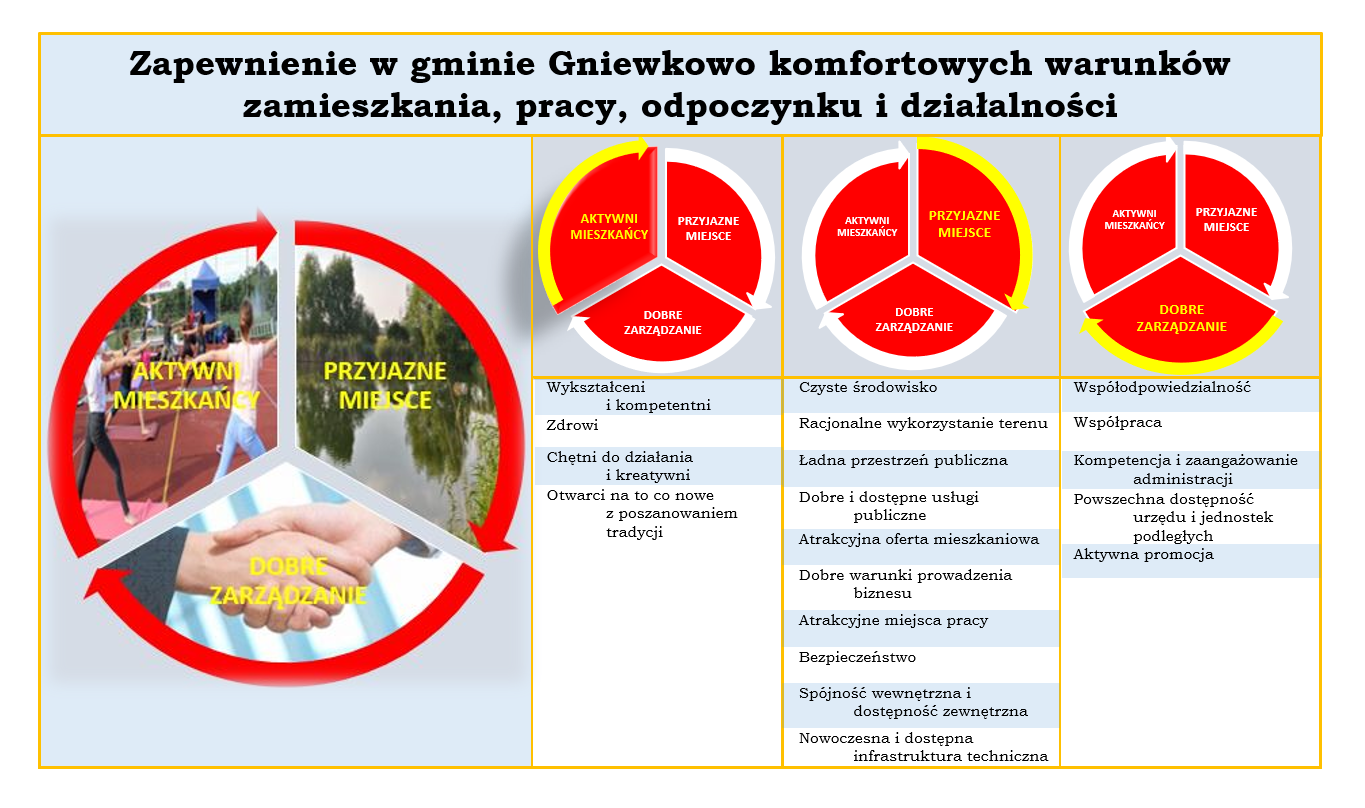 Zapewnienie w gminie Gniewkowo komfortowych warunków
zamieszkania, pracy, odpoczynku i działalności
AKTYWNI
MIESZKAŃCY
PRZYJAZNE
MIEJSCE
DOBRE
ZARZĄDZANIE
AKTYWNI
MIESZKAŃCY
PRZYJAZNE
MIEJSCE
DOBRE
ZARZĄDZANIE
Wykształceni
i kompetentni
Zdrowi
Chętni do działania
i kreatywni
Otwarci na to co nowe
z poszanowaniem
tradycji
AKTYWNI
MIESZKAŃCY
PRZYJAZNE
MIEJSCE
DOBRE
ZARZĄDZANIE
Czyste środowisko
Racjonalne wykorzystanie terenu
Ładna przestrzeń publiczna
Dobre i dostępne usługi
publiczne
Atrakcyjna oferta mieszkaniowa
Dobre warunki prowadzenia
biznesu
Atrakcyjne miejsca pracy
Bezpieczeństwo
Spójność wewnętrzna i
dostępność zewnętrzna
Nowoczesna i dostępna
infrastruktura techniczna
AKTYWNI
MIESZKAŃCY
PRZYJAZNE
MIEJSCE
DOBRE
ZARZĄDZANIE
Współodpowiedzialność
Współpraca
Kompetencja i zaangażowanie
administracji
Powszechna dostępność
urzędu i jednostek
podległych
Aktywna promocja